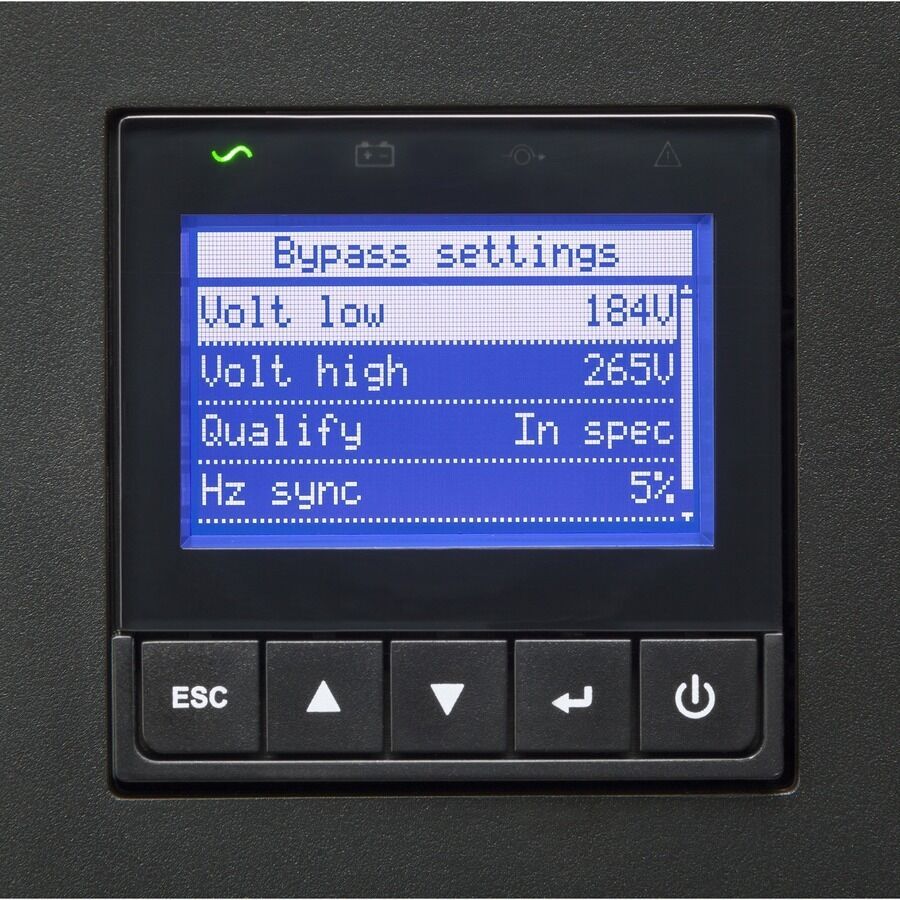 Bypass settings
Volt low 184V
Volt high 265V
Qualify In spec
Hz sync 5%
ESC